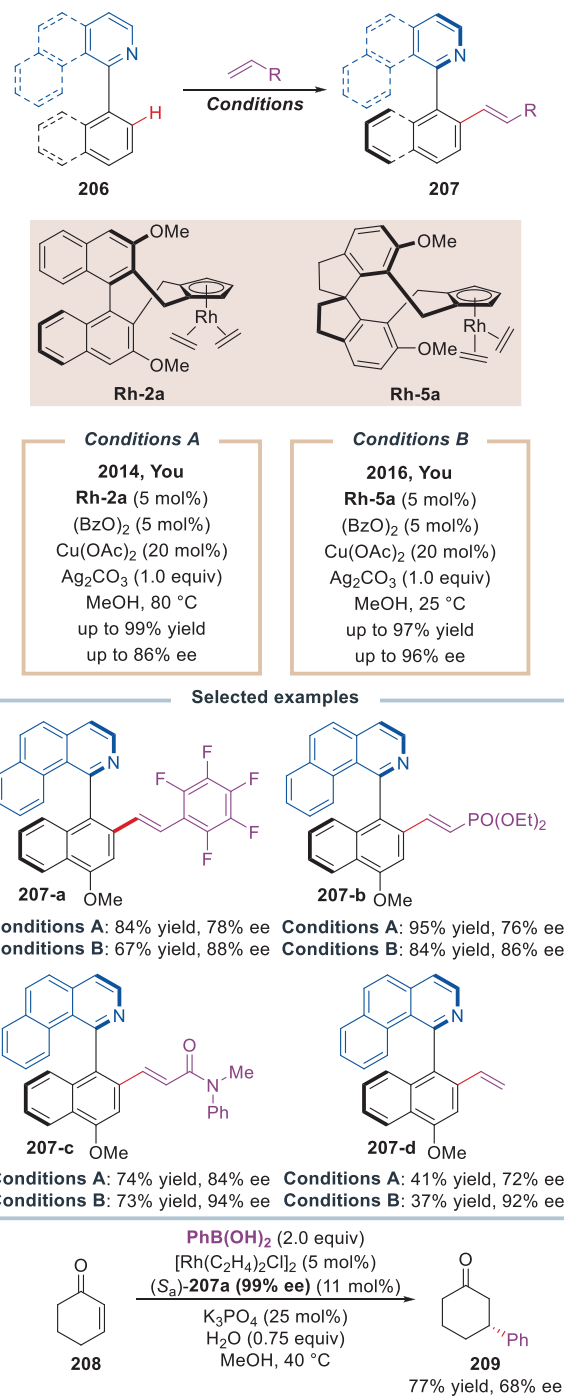 N
H
206
R
Conditions
N
R
207
OMe
OMe
Rh
Rh-2a
OMe
OMe
Rh
Rh-5a
Conditions A
2014, You
Rh-2a (5 mol%)
(BzO)2 (5 mol%)
Cu(OAc)2 (20 mol%)
Ag2CO3 (1.0 equiv)
MeOH, 80 °C
up to 99% yield
up to 86% ee
Conditions B
2016, You
Rh-5a (5 mol%)
(BzO)2 (5 mol%)
Cu(OAc)2 (20 mol%)
Ag2CO3 (1.0 equiv)
MeOH, 25 °C
up to 97% yield
up to 96% ee
Selected examples
N
F
F
F
F
F
OMe
207-a
onditions A: 84% yield, 78% ee
onditions B: 67% yield, 88% ee
N
PO(OEt)2
OMe
207-b
Conditions A: 95% yield, 76% ee
Conditions B: 84% yield, 86% ee
N
O
N
Me
Ph
OMe
207-c
Conditions A: 74% yield, 84% ee
Conditions B: 73% yield, 94% ee
N
OMe
207-d
Conditions A: 41% yield, 72% ee
Conditions B: 37% yield, 92% ee
O
208
PhB(OH)2 (2.0 equiv)
[Rh(C2H4)2Cl]2 (5 mol%)
(Sa)-207a (99% ee) (11 mol%)
K3PO4 (25 mol%)
H2O (0.75 equiv)
MeOH, 40 °C
O
Ph
209
77% yield, 68% ee